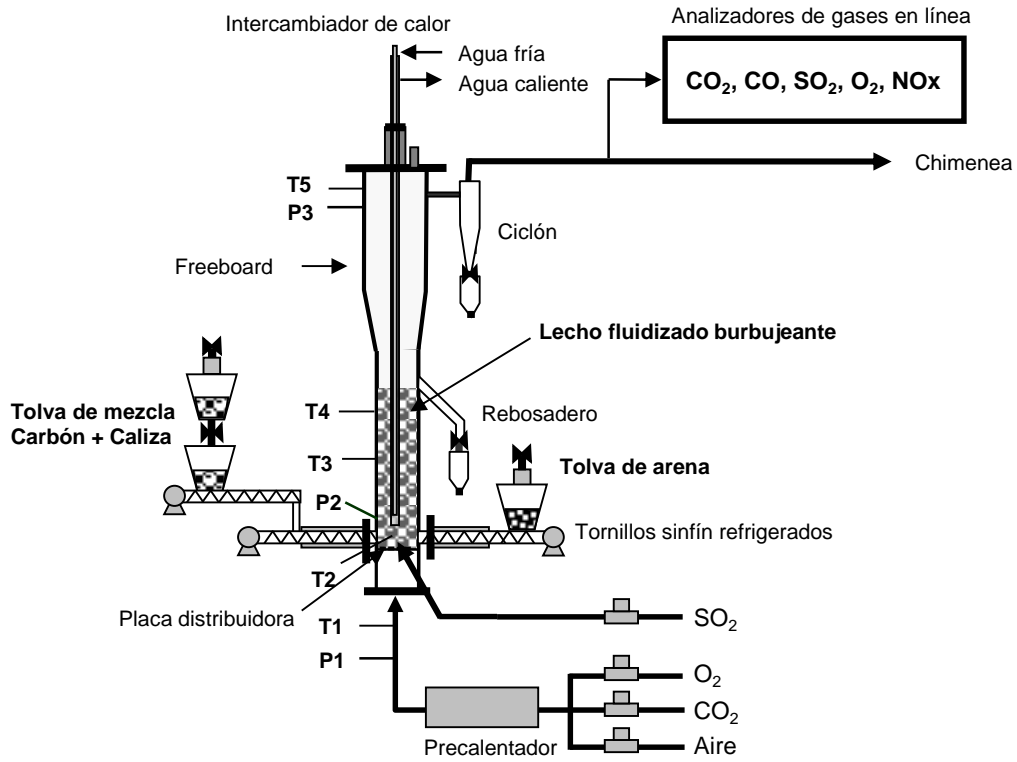 Intercambiador de calor
Analizadores de gases en línea
Agua fría
Agua caliente
CO₂, CO, SO₂, O₂, NOx
Chimenea
T5
P3
Ciclón
Freeboard
Lecho fluidizado burbujeante
Tolva de mezcla
Carbón + Caliza
T4
Rebosadero
T3
Tolva de arena
P2
Tornillos sinfín refrigerados
T2
Placa distribuidora
T1
SO₂
P1
O₂
CO₂
Precalentador
Aire